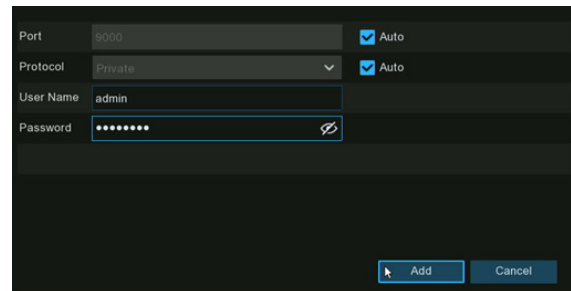 Port 9000 Auto
Protocol Private Auto
User Name admin
Password ••••••••
Add Cancel